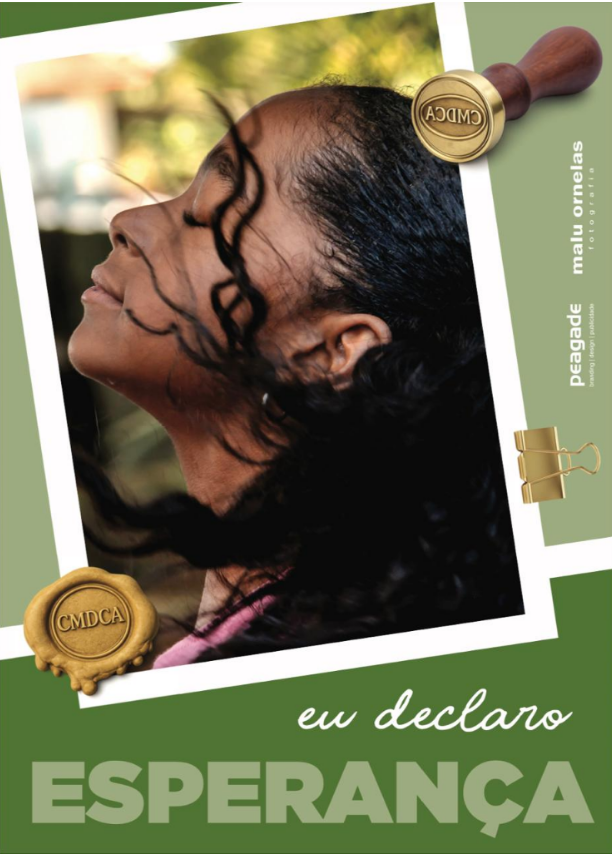 CMDCA
malu ornelas
fotografia
peagade
branding | design | publicidade
CMDCA
eu declaro
ESPERANÇA